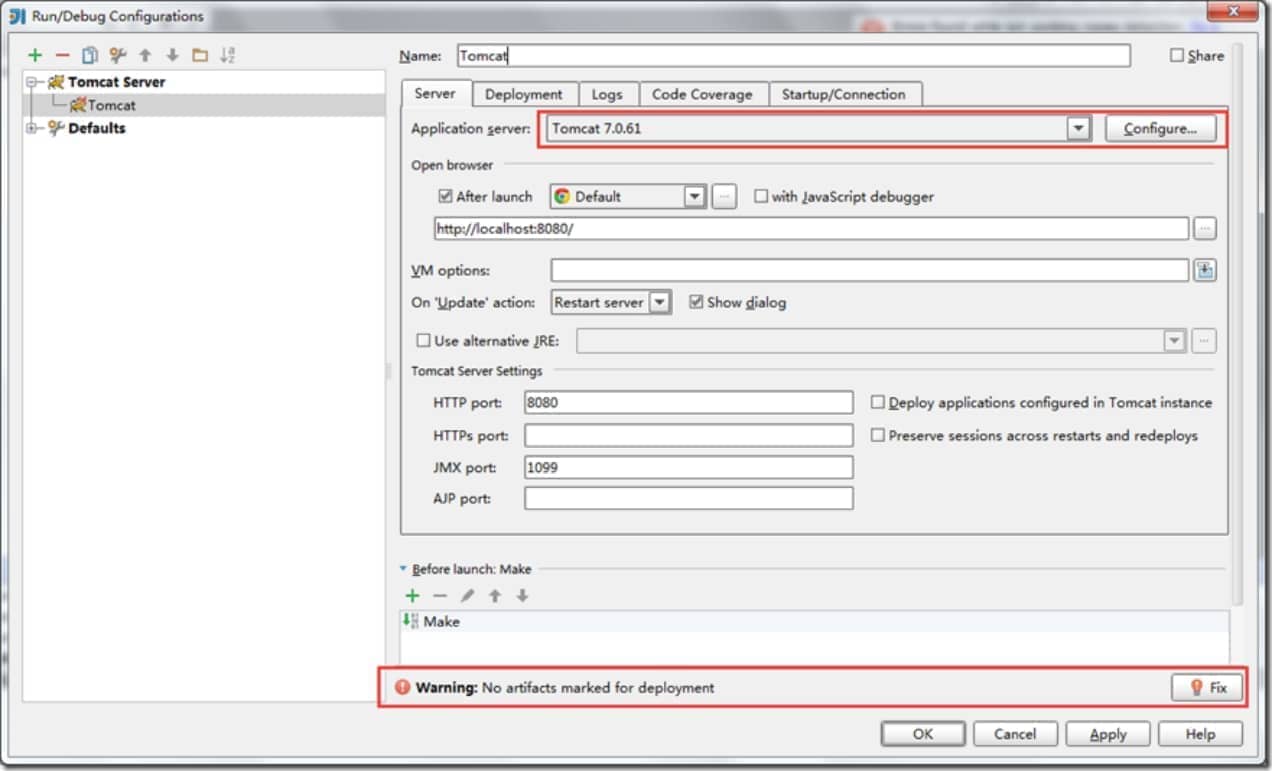 Run/Debug Configurations
Name: Tomcat Share
Tomcat Server
Tomcat
Defaults
Server Deployment Logs Code Coverage Startup/Connection
Application server: Tomcat 7.0.61 Configure...
Open browser
After launch Default ... with JavaScript debugger
http://localhost:8080/ ...
VM options:
On 'Update' action: Restart server Show dialog
Use alternative JRE: ...
Tomcat Server Settings
HTTP port: 8080 Deploy applications configured in Tomcat instance
HTTPs port: Preserve sessions across restarts and redeploys
JMX port: 1099
AJP port:
Before launch: Make
Make
Warning: No artifacts marked for deployment Fix
OK Cancel Apply Help